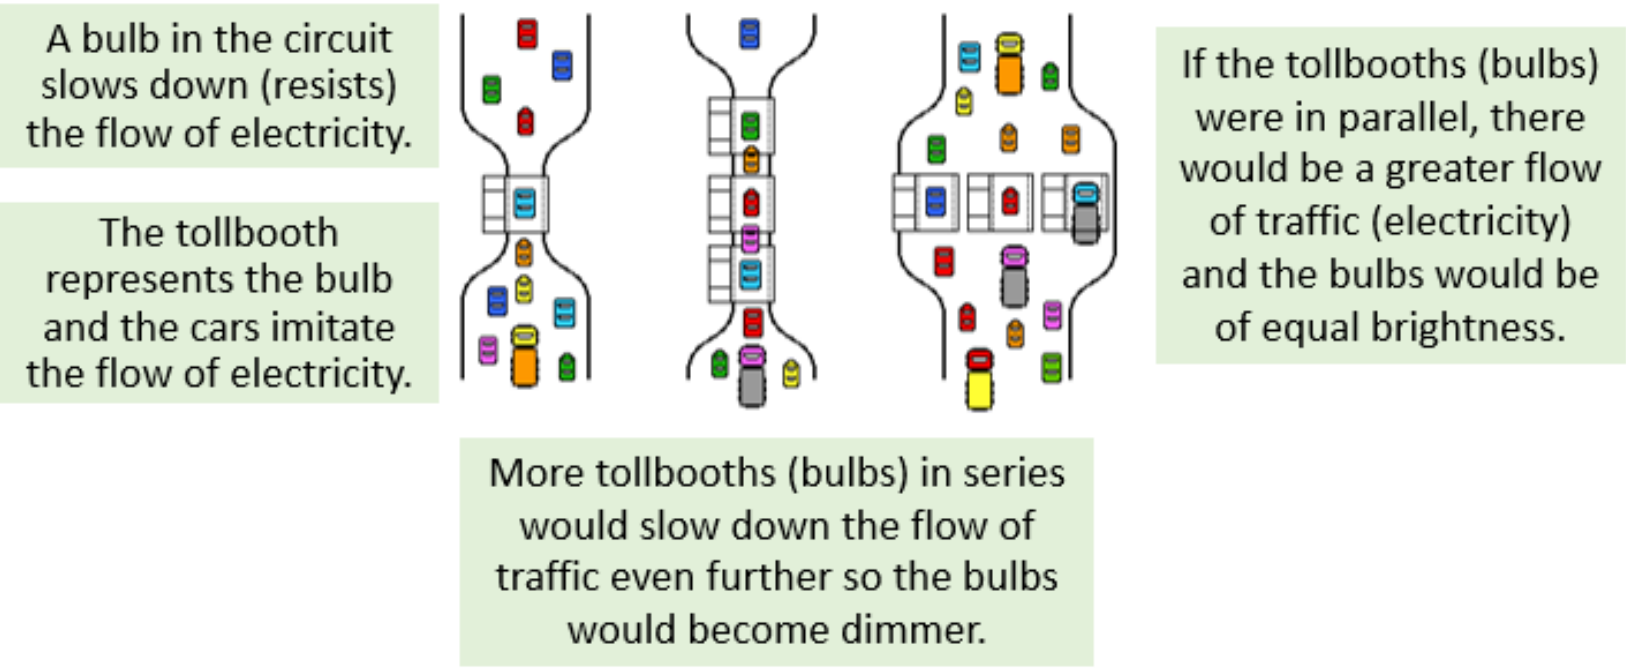 A bulb in the circuit
slows down (resists)
the flow of electricity.
The tollbooth
represents the bulb
and the cars imitate
the flow of electricity.
If the tollbooths (bulbs)
were in parallel, there
would be a greater flow
of traffic (electricity)
and the bulbs would be
of equal brightness.
More tollbooths (bulbs) in series
would slow down the flow of
traffic even further so the bulbs
would become dimmer.